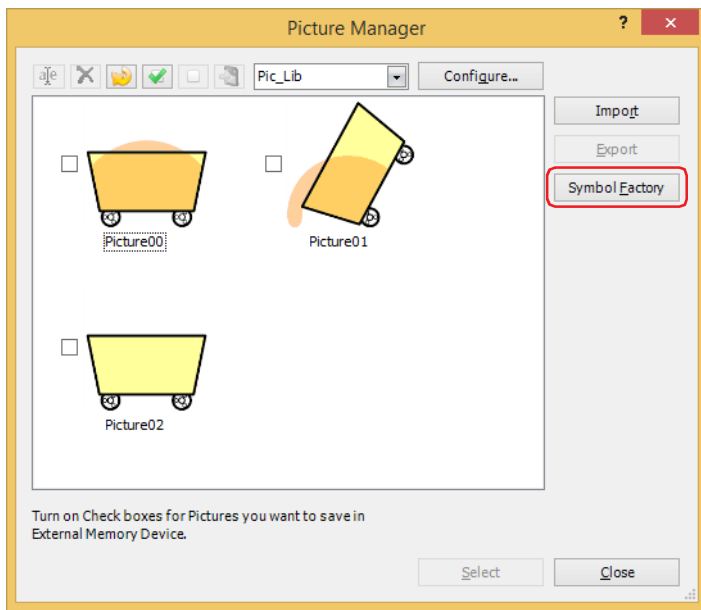 Picture Manager
?
Pic_Lib
Configure...
Import
Export
Symbol Factory
Picture00
Picture01
Picture02
Turn on Check boxes for Pictures you want to save in
External Memory Device.
Select
Close